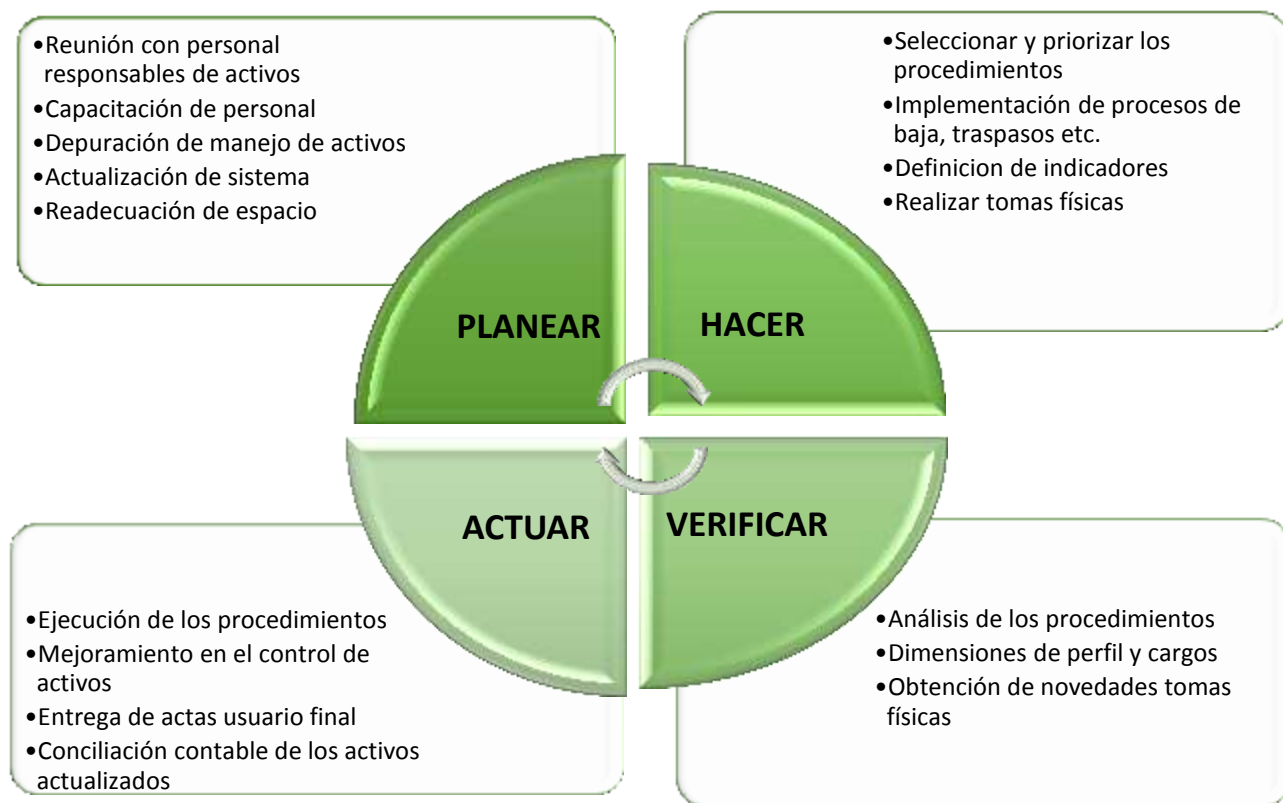 •Reunión con personal
responsables de activos
•Capacitación de personal
•Depuración de manejo de activos
•Actualización de sistema
•Readecuación de espacio
•Seleccionar y priorizar los
procedimientos
•Implementación de procesos de
baja, traspasos etc.
•Definicion de indicadores
•Realizar tomas físicas
PLANEAR
HACER
ACTUAR
VERIFICAR
•Ejecución de los procedimientos
•Mejoramiento en el control de
activos
•Entrega de actas usuario final
•Conciliación contable de los activos
actualizados
•Análisis de los procedimientos
•Dimensiones de perfil y cargos
•Obtención de novedades tomas
físicas